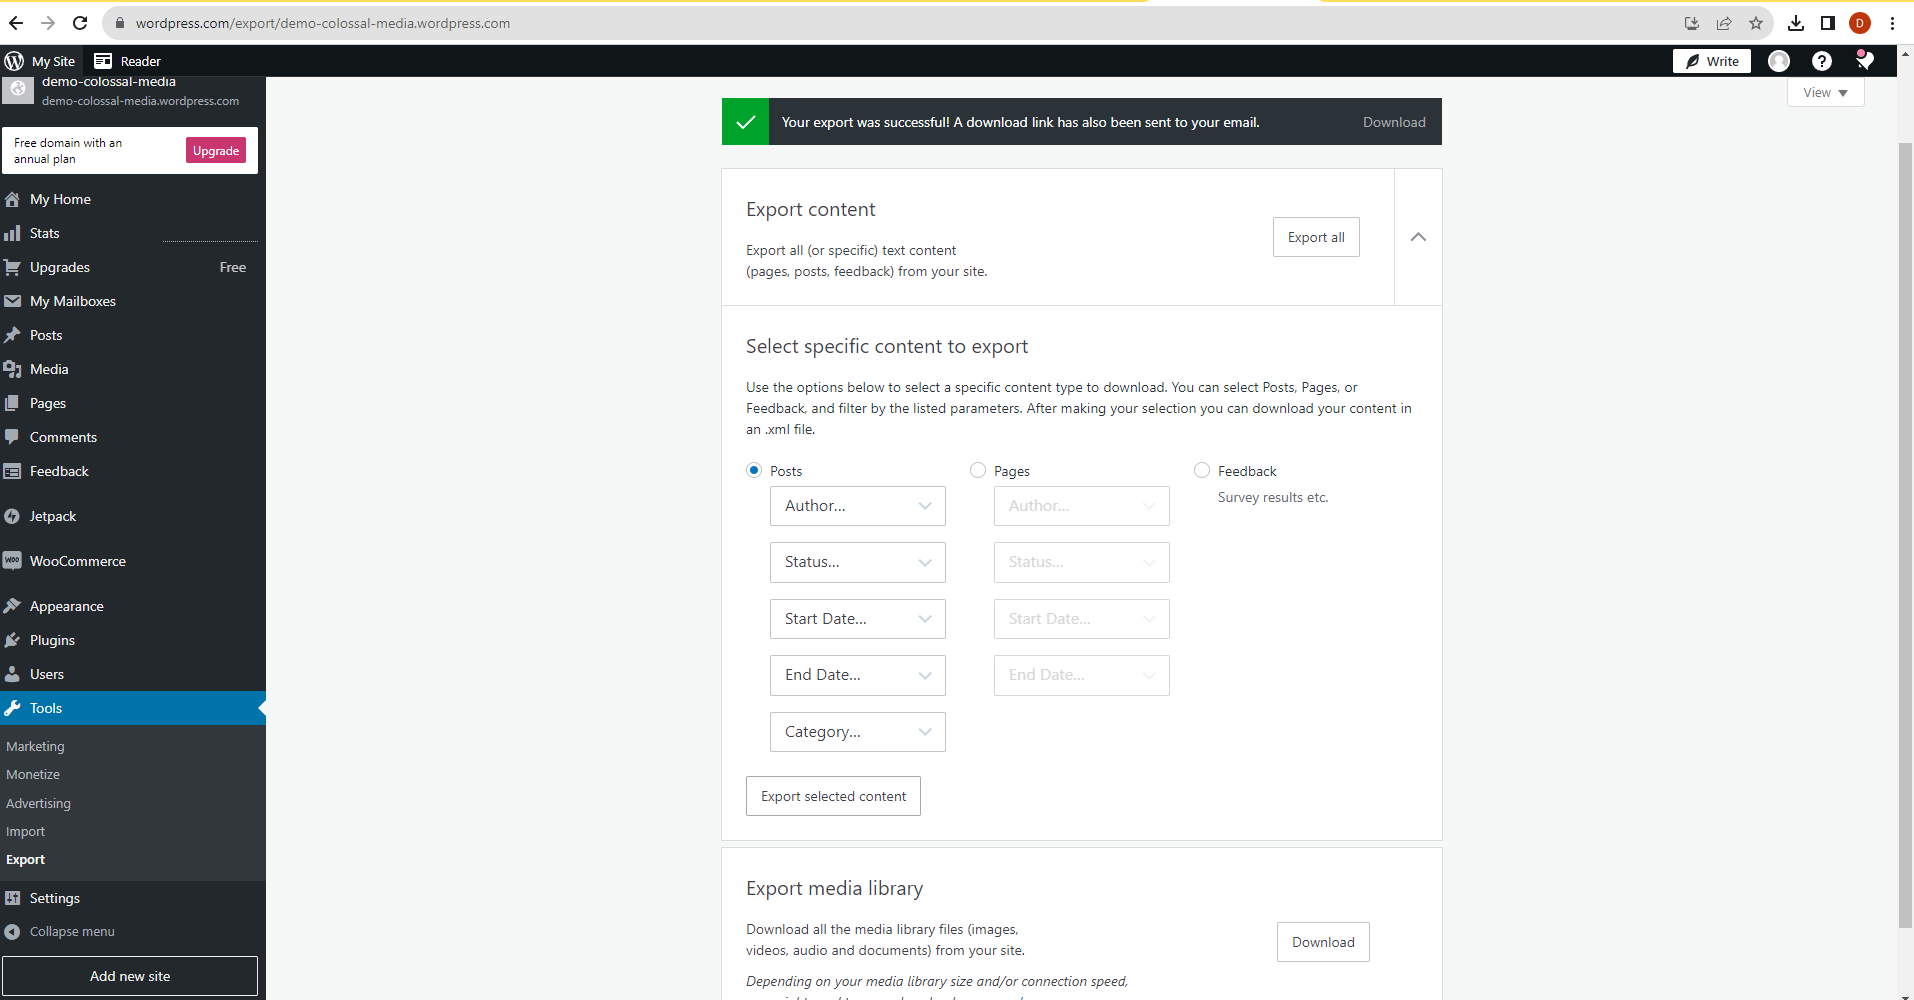 wordpress.com/export/demo-colossal-media.wordpress.com
D
My Site
Reader
Write
demo-colossal-media
demo-colossal-media.wordpress.com
Free domain with an
annual plan
Upgrade
My Home
Stats
Upgrades
Free
My Mailboxes
Posts
Media
Pages
Comments
Feedback
Jetpack
WooCommerce
Appearance
Plugins
Users
Tools
Marketing
Monetize
Advertising
Import
Export
Settings
Collapse menu
Add new site
View
Your export was successful! A download link has also been sent to your email.
Download
Export content
Export all (or specific) text content
(pages, posts, feedback) from your site.
Export all
Select specific content to export
Use the options below to select a specific content type to download. You can select Posts, Pages, or
Feedback, and filter by the listed parameters. After making your selection you can download your content in
an .xml file.
Posts
Author...
Status...
Start Date...
End Date...
Category...
Pages
Author...
Status...
Start Date...
End Date...
Feedback
Survey results etc.
Export selected content
Export media library
Download all the media library files (images,
videos, audio and documents) from your site.
Download
Depending on your media library size and/or connection speed,